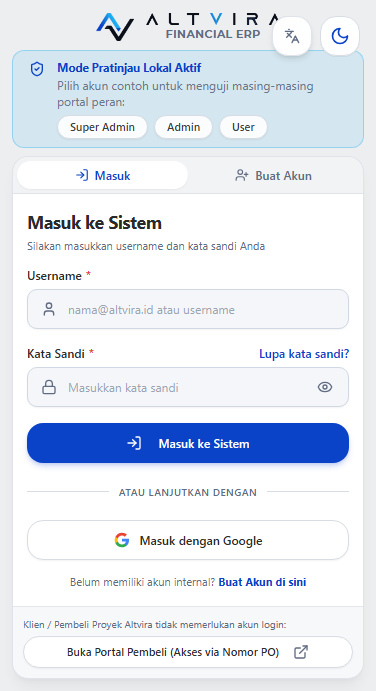 ALTVIRA
FINANCIAL ERP
Mode Pratinjau Lokal Aktif
Pilih akun contoh untuk menguji masing-masing
portal peran:
Super Admin
Admin
User
Masuk
Buat Akun
Masuk ke Sistem
Silakan masukkan username dan kata sandi Anda
Username *
nama@altvira.id atau username
Kata Sandi *
Lupa kata sandi?
Masukkan kata sandi
Masuk ke Sistem
ATAU LANJUTKAN DENGAN
Masuk dengan Google
Belum memiliki akun internal? Buat Akun di sini
Klien / Pembeli Proyek Altvira tidak memerlukan akun login:
Buka Portal Pembeli (Akses via Nomor PO)